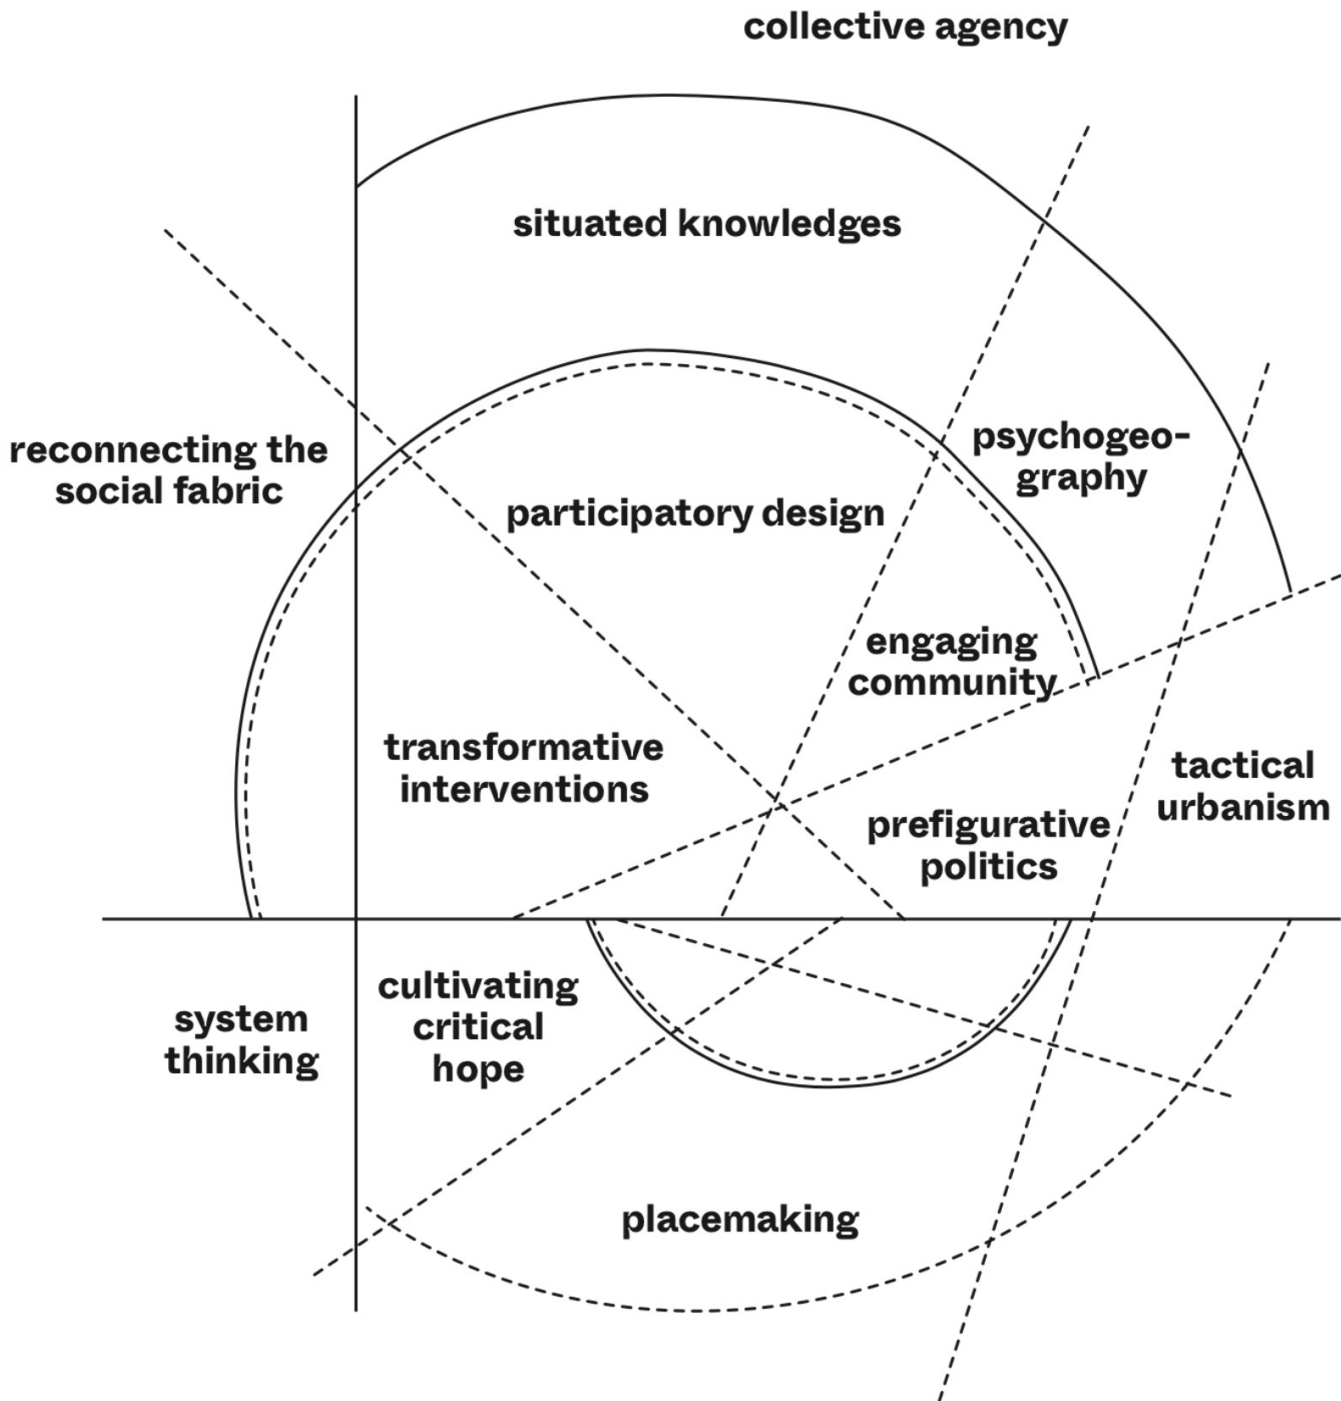 collective agency
situated knowledges
reconnecting the
social fabric
psychogeo-
graphy
participatory design
engaging
community
transformative
interventions
tactical
urbanism
prefigurative
politics
cultivating
critical
hope
system
thinking
placemaking